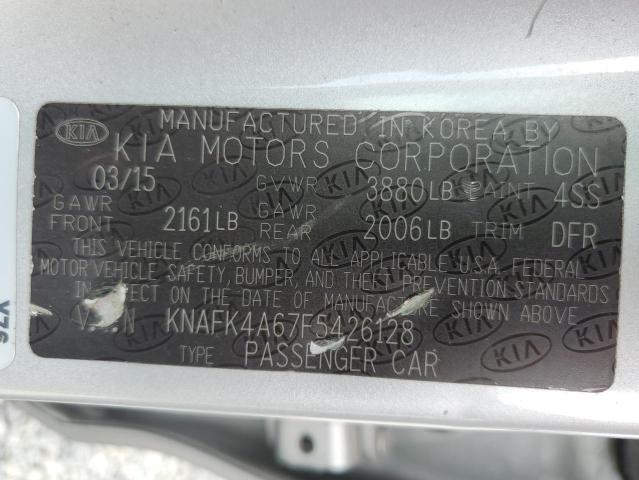 KIA MANUFACTURED IN KOREA BY
KIA MOTORS CORPORATION
03/15 GVWR 3880LB PAINT 4SS
GAWR FRONT 2161LB GAWR REAR 2006LB TRIM DFR
THIS VEHICLE CONFORMS TO ALL APPLICABLE U.S.A. FEDERAL
MOTOR VEHICLE SAFETY, BUMPER, AND THEFT PREVENTION STANDARDS
IN EFFECT ON THE DATE OF MANUFACTURE SHOWN ABOVE
V I N KNAFK4A67F5426128
TYPE PASSENGER CAR